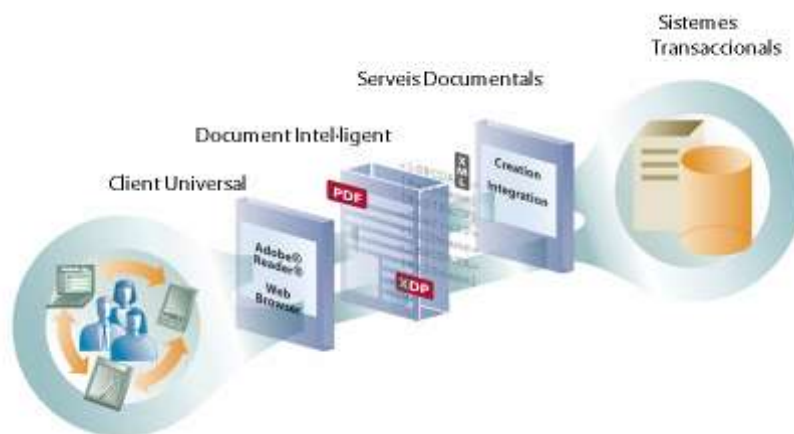 Sistemes
Transaccionals
Serveis Documentals
Document Intel·ligent
Client Universal
PDF
XDP
XML
Creation
Integration
Adobe®
Reader®
Web
Browser